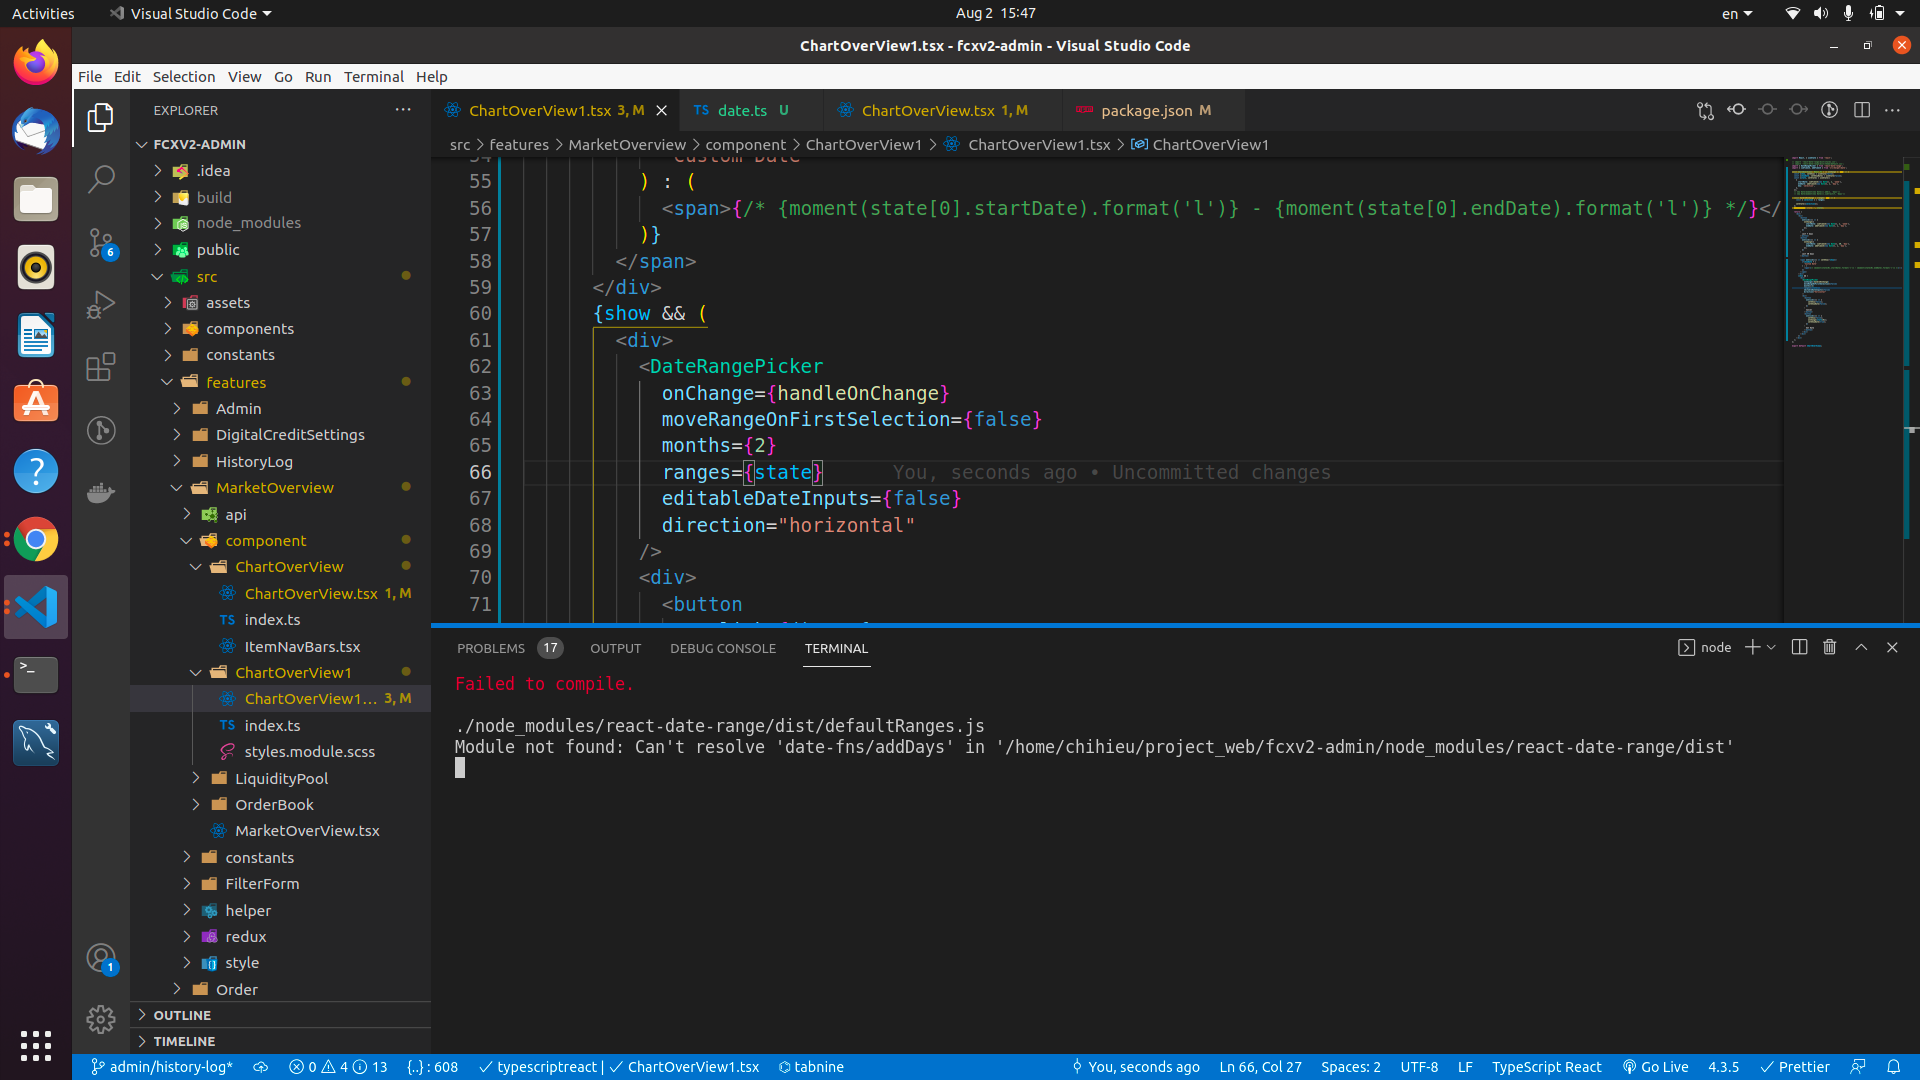 Activities
Visual Studio Code
Aug 2 15:47
en
ChartOverView1.tsx - fcxv2-admin - Visual Studio Code
File Edit Selection View Go Run Terminal Help
EXPLORER
FCXV2-ADMIN
.idea
build
node_modules
public
src
assets
components
constants
features
Admin
DigitalCreditSettings
HistoryLog
MarketOverview
api
component
ChartOverView
ChartOverView.tsx 1, M
TS index.ts
ItemNavBars.tsx
ChartOverView1
ChartOverView1... 3, M
TS index.ts
styles.module.scss
LiquidityPool
OrderBook
MarketOverView.tsx
constants
FilterForm
helper
redux
style
Order
OUTLINE
TIMELINE
6
1
ChartOverView1.tsx 3, M
TS date.ts U
ChartOverView.tsx 1, M
package.json M
src > features > MarketOverview > component > ChartOverView1 > ChartOverView1.tsx > ChartOverView1
54 Custom Date
55 ) : (
56 <span>{/* {moment(state[0].startDate).format('l')} - {moment(state[0].endDate).format('l')} */}</
57 )}
58 </span>
59 </div>
60 {show && (
61 <div>
62 <DateRangePicker
63 onChange={handleOnChange}
64 moveRangeOnFirstSelection={false}
65 months={2}
66 ranges={state} You, seconds ago • Uncommitted changes
67 editableDateInputs={false}
68 direction="horizontal"
69 />
70 <div>
71 <button
PROBLEMS 17 OUTPUT DEBUG CONSOLE TERMINAL
node
Failed to compile.
./node_modules/react-date-range/dist/defaultRanges.js
Module not found: Can't resolve 'date-fns/addDays' in '/home/chihieu/project_web/fcxv2-admin/node_modules/react-date-range/dist'
admin/history-log* 0 4 13 {..} : 608 typescriptreact | ChartOverView1.tsx tabnine
You, seconds ago Ln 66, Col 27 Spaces: 2 UTF-8 LF TypeScript React Go Live 4.3.5 Prettier